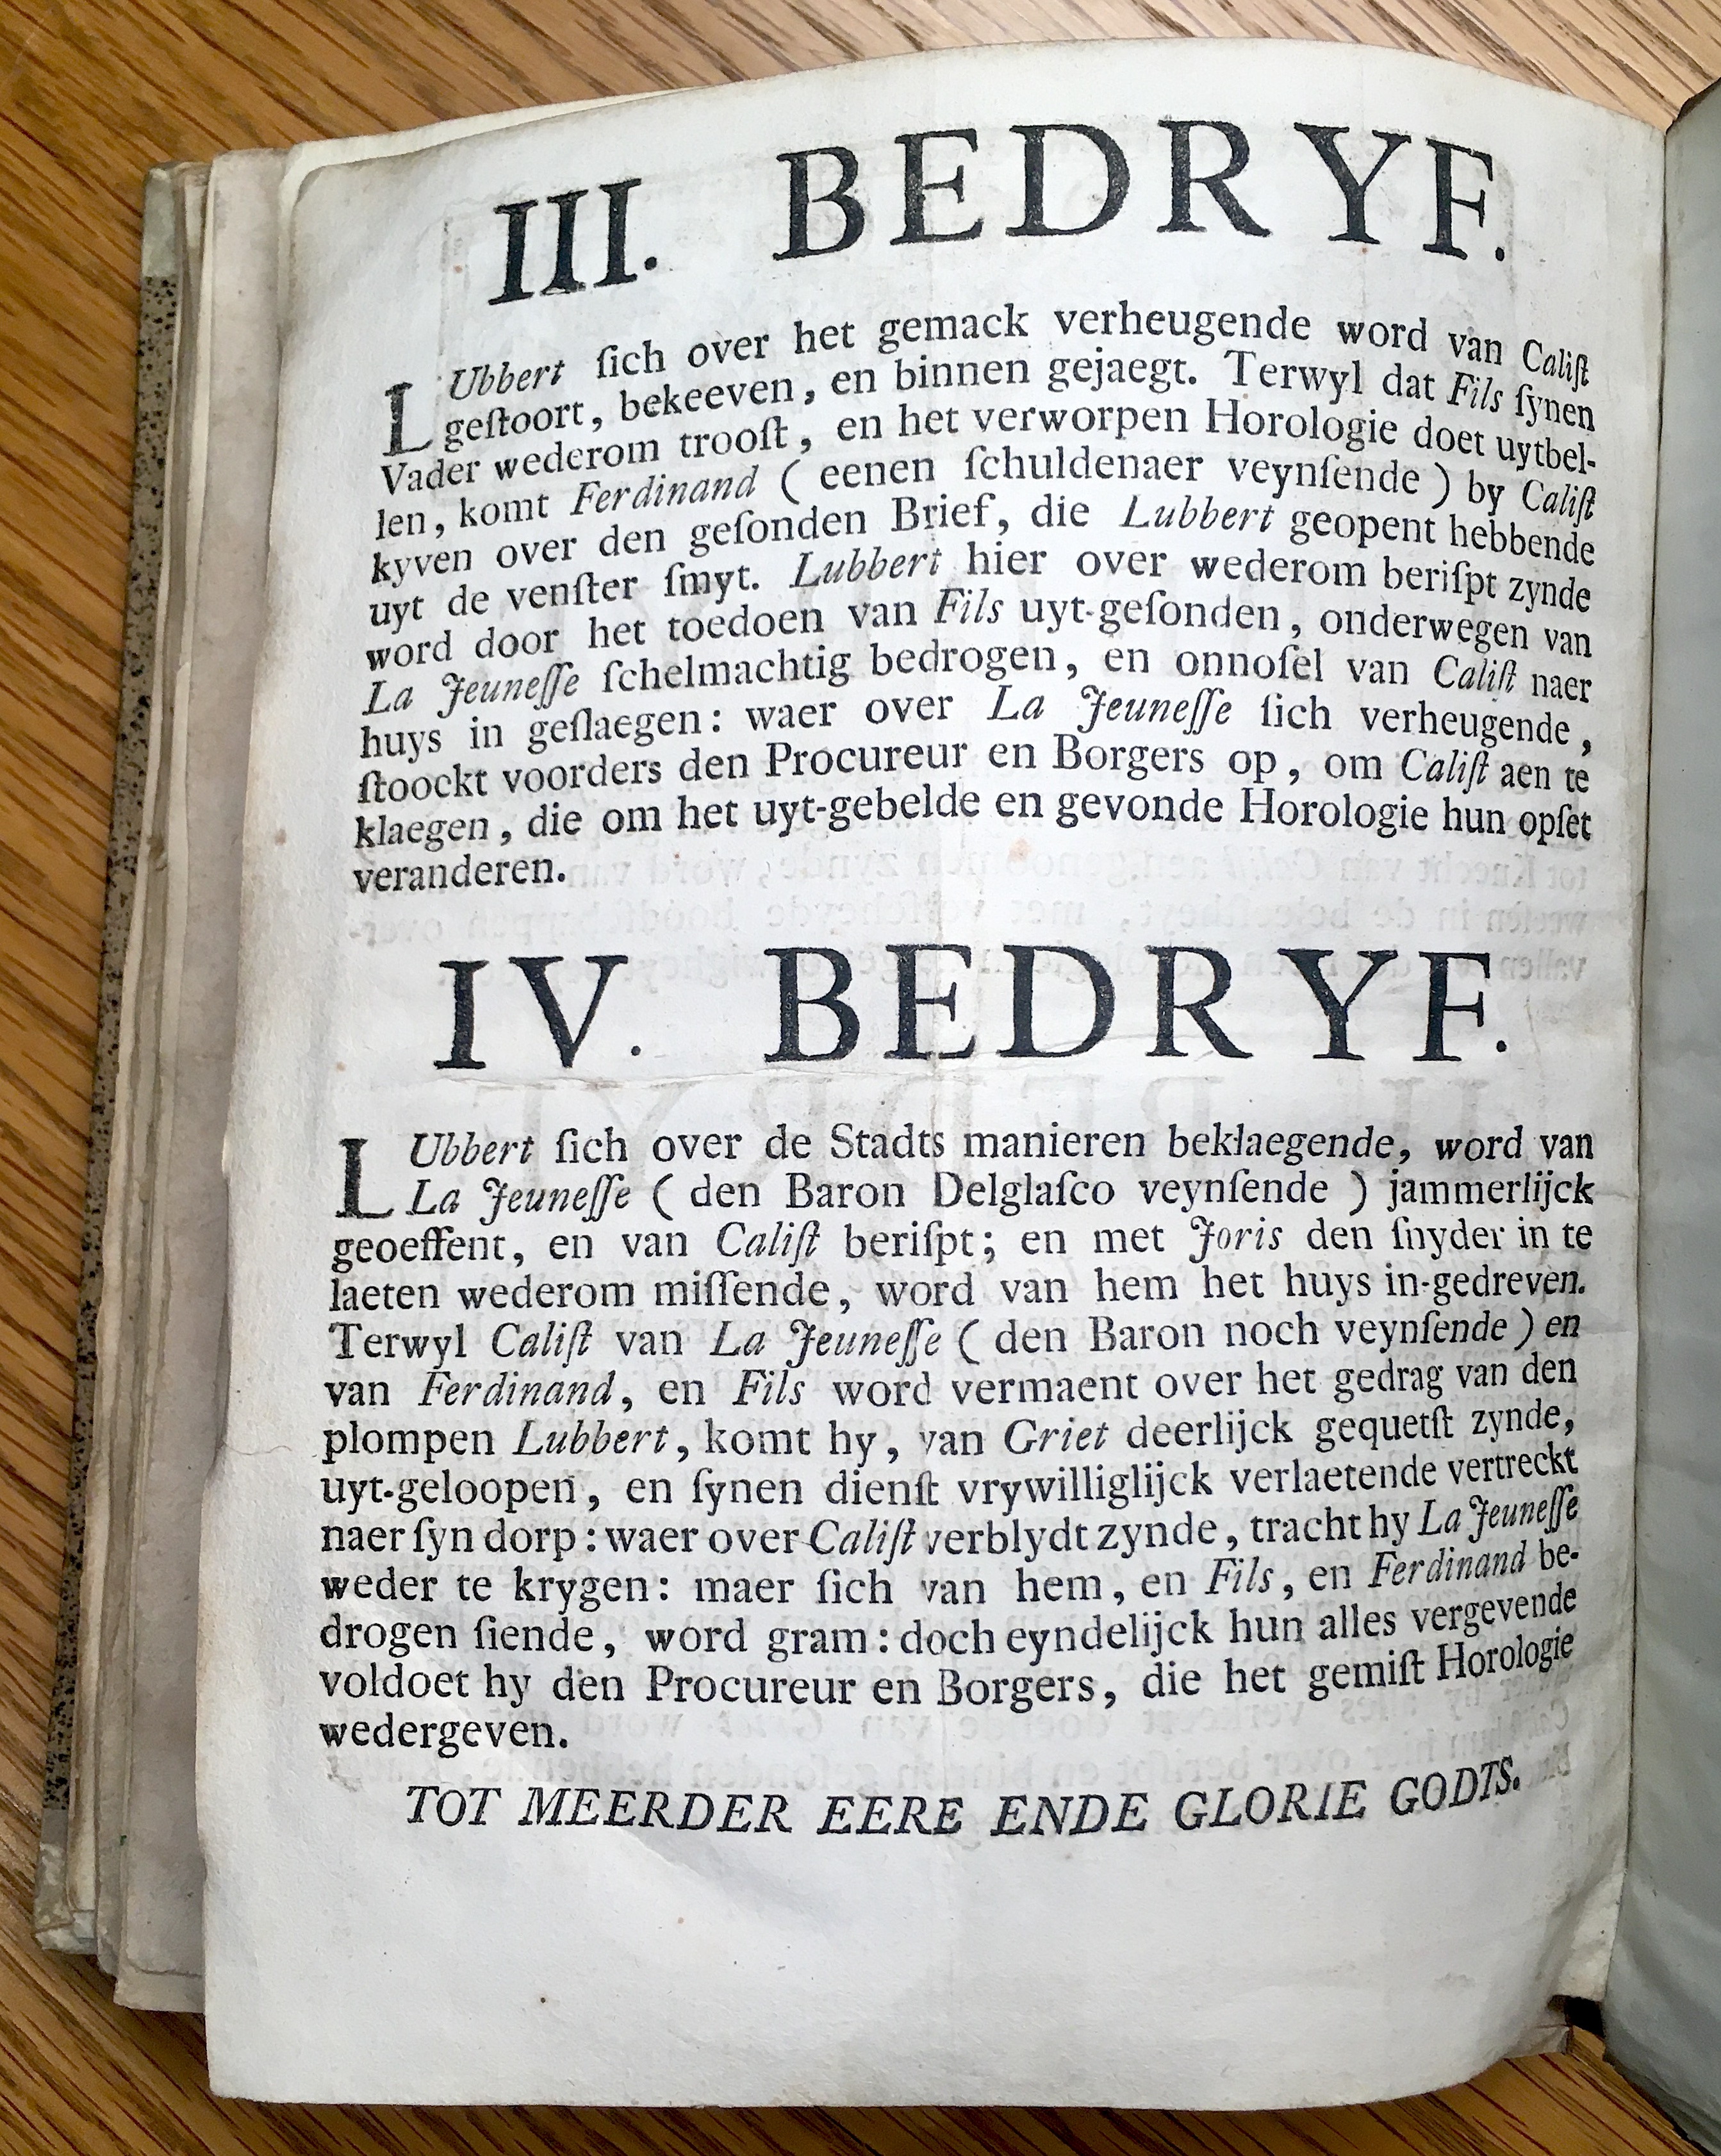 III. BEDRYF.
LUbbert ſich over het gemack verheugende word van Caliſt
geſtoort, bekeeven, en binnen gejaegt. Terwyl dat Fils ſynen
Vader wederom trooſt, en het verworpen Horologie doet uytbel-
len, komt Ferdinand ( eenen ſchuldenaer veynſende ) by Caliſt
kyven over den geſonden Brief, die Lubbert geopent hebbende
uyt de venſter ſmyt. Lubbert hier over wederom beriſpt zynde
word door het toedoen van Fils uyt-geſonden, onderwegen van
La Jeuneſſe ſchelmachtig bedrogen, en onnoſel van Caliſt naer
huys in geſlaegen: waer over La Jeuneſſe ſich verheugende,
ſtoockt voorders den Procureur en Borgers op, om Caliſt aen te
klaegen, die om het uyt-gebelde en gevonde Horologie hun opſet
veranderen.
IV. BEDRYF.
LUbbert ſich over de Stadts manieren beklaegende, word van
La Jeuneſſe ( den Baron Delglaſco veynſende ) jammerlijck
geoeffent, en van Caliſt beriſpt; en met Joris den ſnyder in te
laeten wederom miſſende, word van hem het huys in-gedreven.
Terwyl Caliſt van La Jeuneſſe ( den Baron noch veynſende ) en
van Ferdinand, en Fils word vermaent over het gedrag van den
plompen Lubbert, komt hy, van Griet deerlijck gequetſt zynde,
uyt-geloopen, en ſynen dienſt vrywilliglijck verlaetende vertreckt
naer ſyn dorp: waer over Caliſt verblydt zynde, tracht hy La Jeuneſſe
weder te krygen: maer ſich van hem, en Fils, en Ferdinand be-
drogen ſiende, word gram: doch eyndelijck hun alles vergevende
voldoet hy den Procureur en Borgers, die het gemiſt Horologie
wedergeven.
TOT MEERDER EERE ENDE GLORIE GODTS.